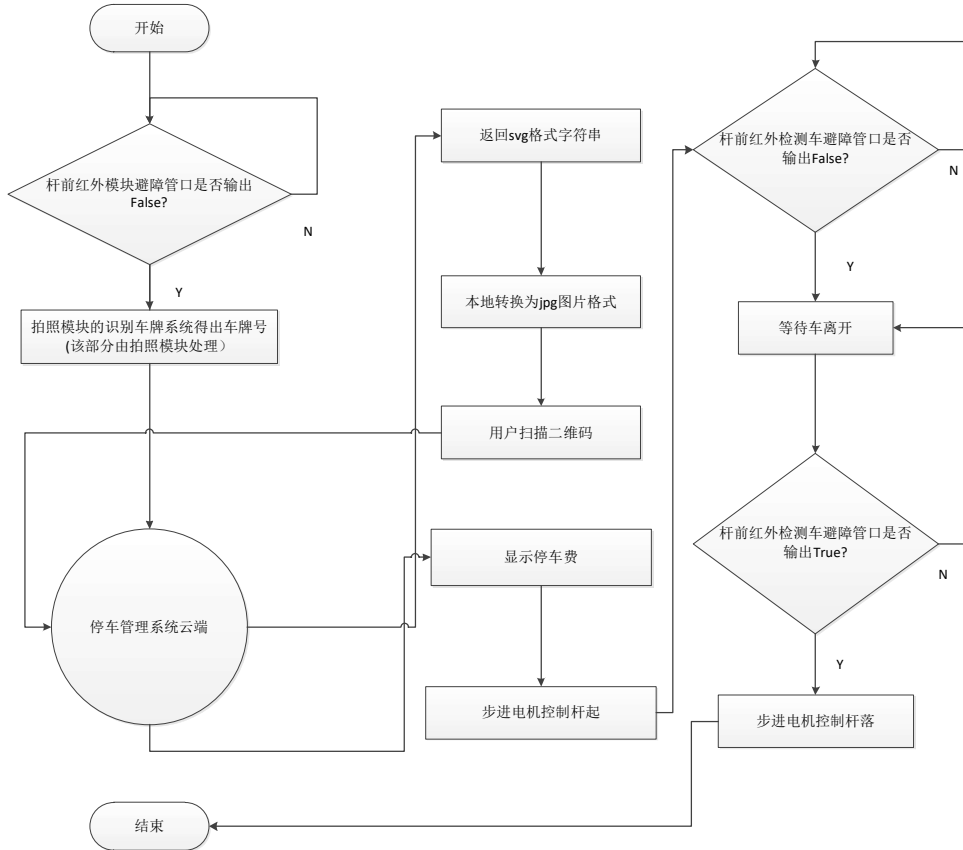 开始
杆前红外模块避障管口是否输出
False?
N
Y
拍照模块的识别车牌系统得出车牌号
(该部分由拍照模块处理）
停车管理系统云端
结束
返回svg格式字符串
本地转换为jpg图片格式
用户扫描二维码
显示停车费
步进电机控制杆起
杆前红外检测车避障管口是否
输出False?
N
Y
等待车离开
杆前红外检测车避障管口是否
输出True?
N
Y
步进电机控制杆落